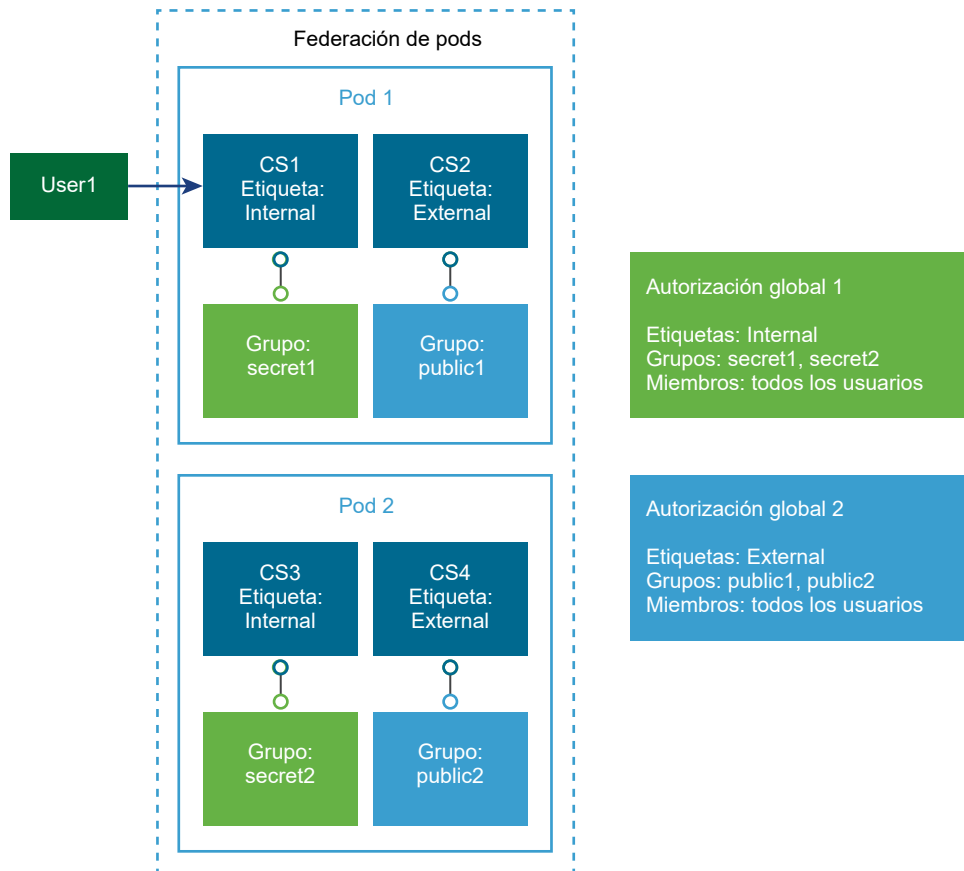 Federación de pods
Pod 1
User1
CS1
Etiqueta:
Internal
CS2
Etiqueta:
External
Grupo:
secret1
Grupo:
public1
Autorización global 1
Etiquetas: Internal
Grupos: secret1, secret2
Miembros: todos los usuarios
Pod 2
CS3
Etiqueta:
Internal
CS4
Etiqueta:
External
Grupo:
secret2
Grupo:
public2
Autorización global 2
Etiquetas: External
Grupos: public1, public2
Miembros: todos los usuarios